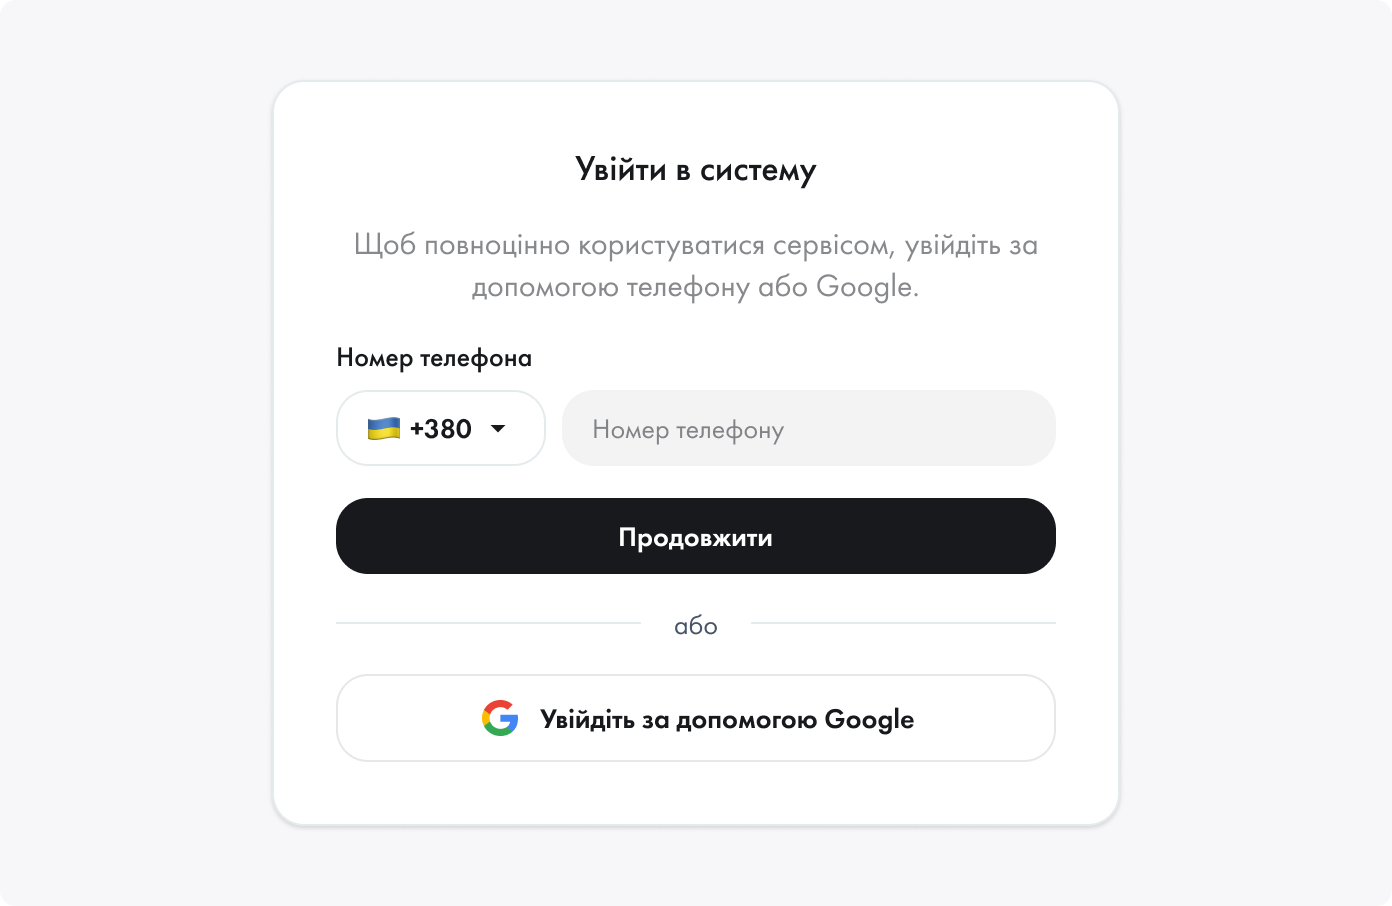 Увійти в систему
Щоб повноцінно користуватися сервісом, увійдіть за
допомогою телефону або Google.
Номер телефона
+380
Номер телефону
Продовжити
або
Увійдіть за допомогою Google